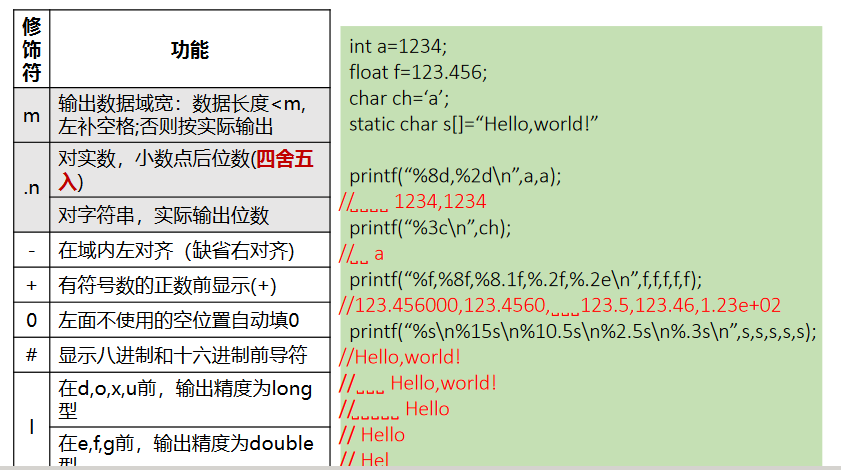 修
饰
符
功能
m
输出数据域宽：数据长度<m,
左补空格;否则按实际输出
.n
对实数，小数点后位数(四舍五
入)
对字符串，实际输出位数
-
在域内左对齐（缺省右对齐)
+
有符号数的正数前显示(+)
0
左面不使用的空位置自动填0
#
显示八进制和十六进制前导符
l
在d,o,x,u前，输出精度为long
型
在e,f,g前，输出精度为double
型
int a=1234;
float f=123.456;
char ch=‘a’;
static char s[]=“Hello,world!”
printf(“%8d,%2d\n”,a,a);
//␣␣␣␣ 1234,1234
printf(“%3c\n”,ch);
//␣␣ a
printf(“%f,%8f,%8.1f,%.2f,%.2e\n”,f,f,f,f,f);
//123.456000,123.4560,␣␣␣123.5,123.46,1.23e+02
printf(“%s\n%15s\n%10.5s\n%2.5s\n%.3s\n”,s,s,s,s,s);
//Hello,world!
//␣␣␣ Hello,world!
//␣␣␣␣␣ Hello
// Hello
// Hel